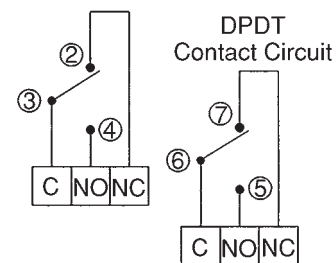 DPDT
Contact Circuit
②
③
④
C NO NC
⑦
⑥
⑤
C NO NC